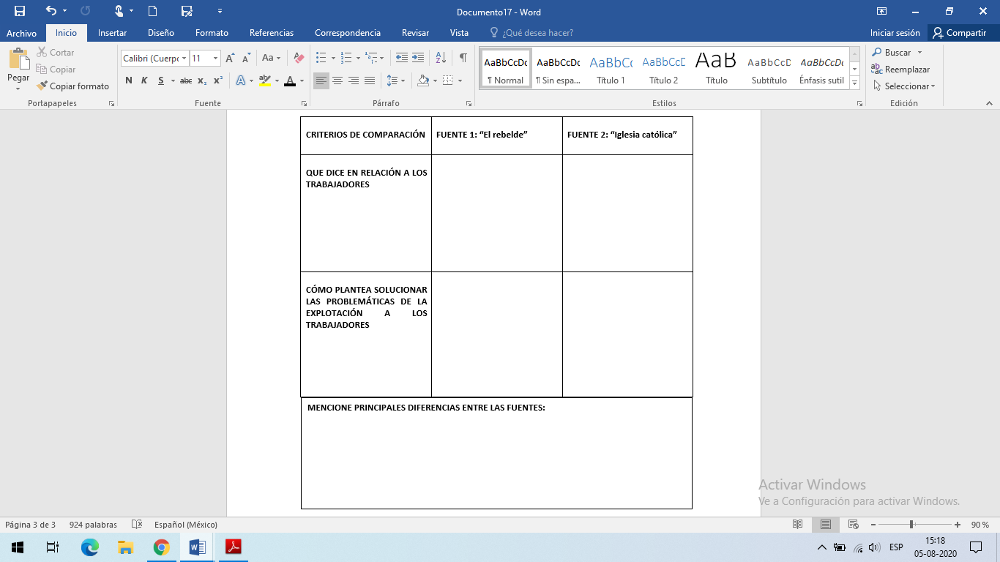 Documento17 - Word
Archivo Inicio Insertar Diseño Formato Referencias Correspondencia Revisar Vista ¿Qué desea hacer? Iniciar sesión Compartir
Pegar
Cortar
Copiar
Copiar formato
Portapapeles
Calibri (Cuerpo 11
Aa
N K S abc x₂ x²
A A
Fuente
Párrafo
AaBbCcDc AaBbCcDc AaBbCc AaBbCcD AaB AaBbCcD AaBbCcDc
¶ Normal ¶ Sin espa... Título 1 Título 2 Título Subtítulo Énfasis sutil
Estilos
Buscar
Reemplazar
Seleccionar
Edición
CRITERIOS DE COMPARACIÓN FUENTE 1: “El rebelde” FUENTE 2: “Iglesia católica”
QUE DICE EN RELACIÓN A LOS
TRABAJADORES
CÓMO PLANTEA SOLUCIONAR
LAS PROBLEMÁTICAS DE LA
EXPLOTACIÓN A LOS
TRABAJADORES
MENCIONE PRINCIPALES DIFERENCIAS ENTRE LAS FUENTES:
Activar Windows
Ve a Configuración para activar Windows.
Página 3 de 3 924 palabras Español (México) 90 %
ESP
15:18
05-08-2020